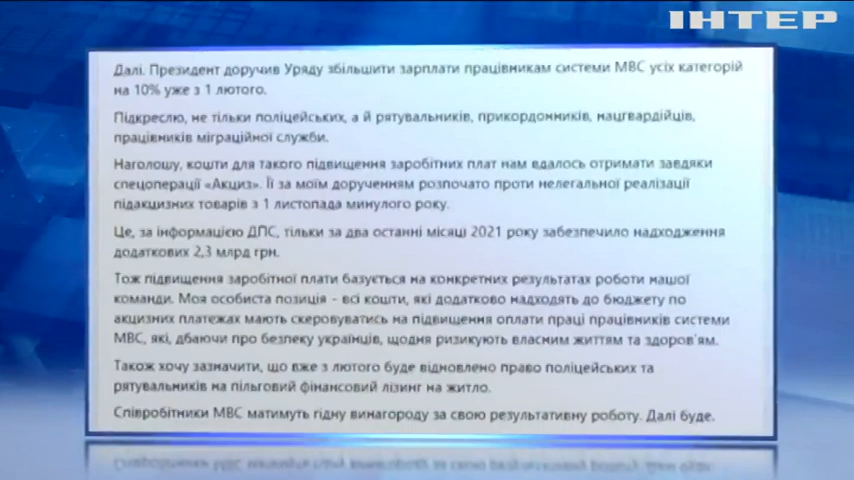 ІНТЕР
Далі. Президент доручив Уряду збільшити зарплати працівникам системи МВС усіх категорій
на 10% уже з 1 лютого.
Підкреслю, не тільки поліцейських, а й рятувальників, прикордонників, нацгвардійців,
працівників міграційної служби.
Наголошу, кошти для такого підвищення заробітних плат нам вдалось отримати завдяки
спецоперації «Акциз». Її за моїм дорученням розпочато проти нелегальної реалізації
підакцизних товарів з 1 листопада минулого року.
Це, за інформацією ДПС, тільки за два останні місяці 2021 року забезпечило надходження
додаткових 2,3 млрд грн.
Тож підвищення заробітної плати базується на конкретних результатах роботи нашої
команди. Моя особиста позиція - всі кошти, які додатково надходять до бюджету по
акцизних платежах мають скеровуватись на підвищення оплати праці працівників системи
МВС, які, дбаючи про безпеку українців, щодня ризикують власним життям та здоров'ям.
Також хочу зазначити, що вже з лютого буде відновлено право поліцейських та
рятувальників на пільговий фінансовий лізинг на житло.
Співробітники МВС матимуть гідну винагороду за свою результативну роботу. Далі буде.